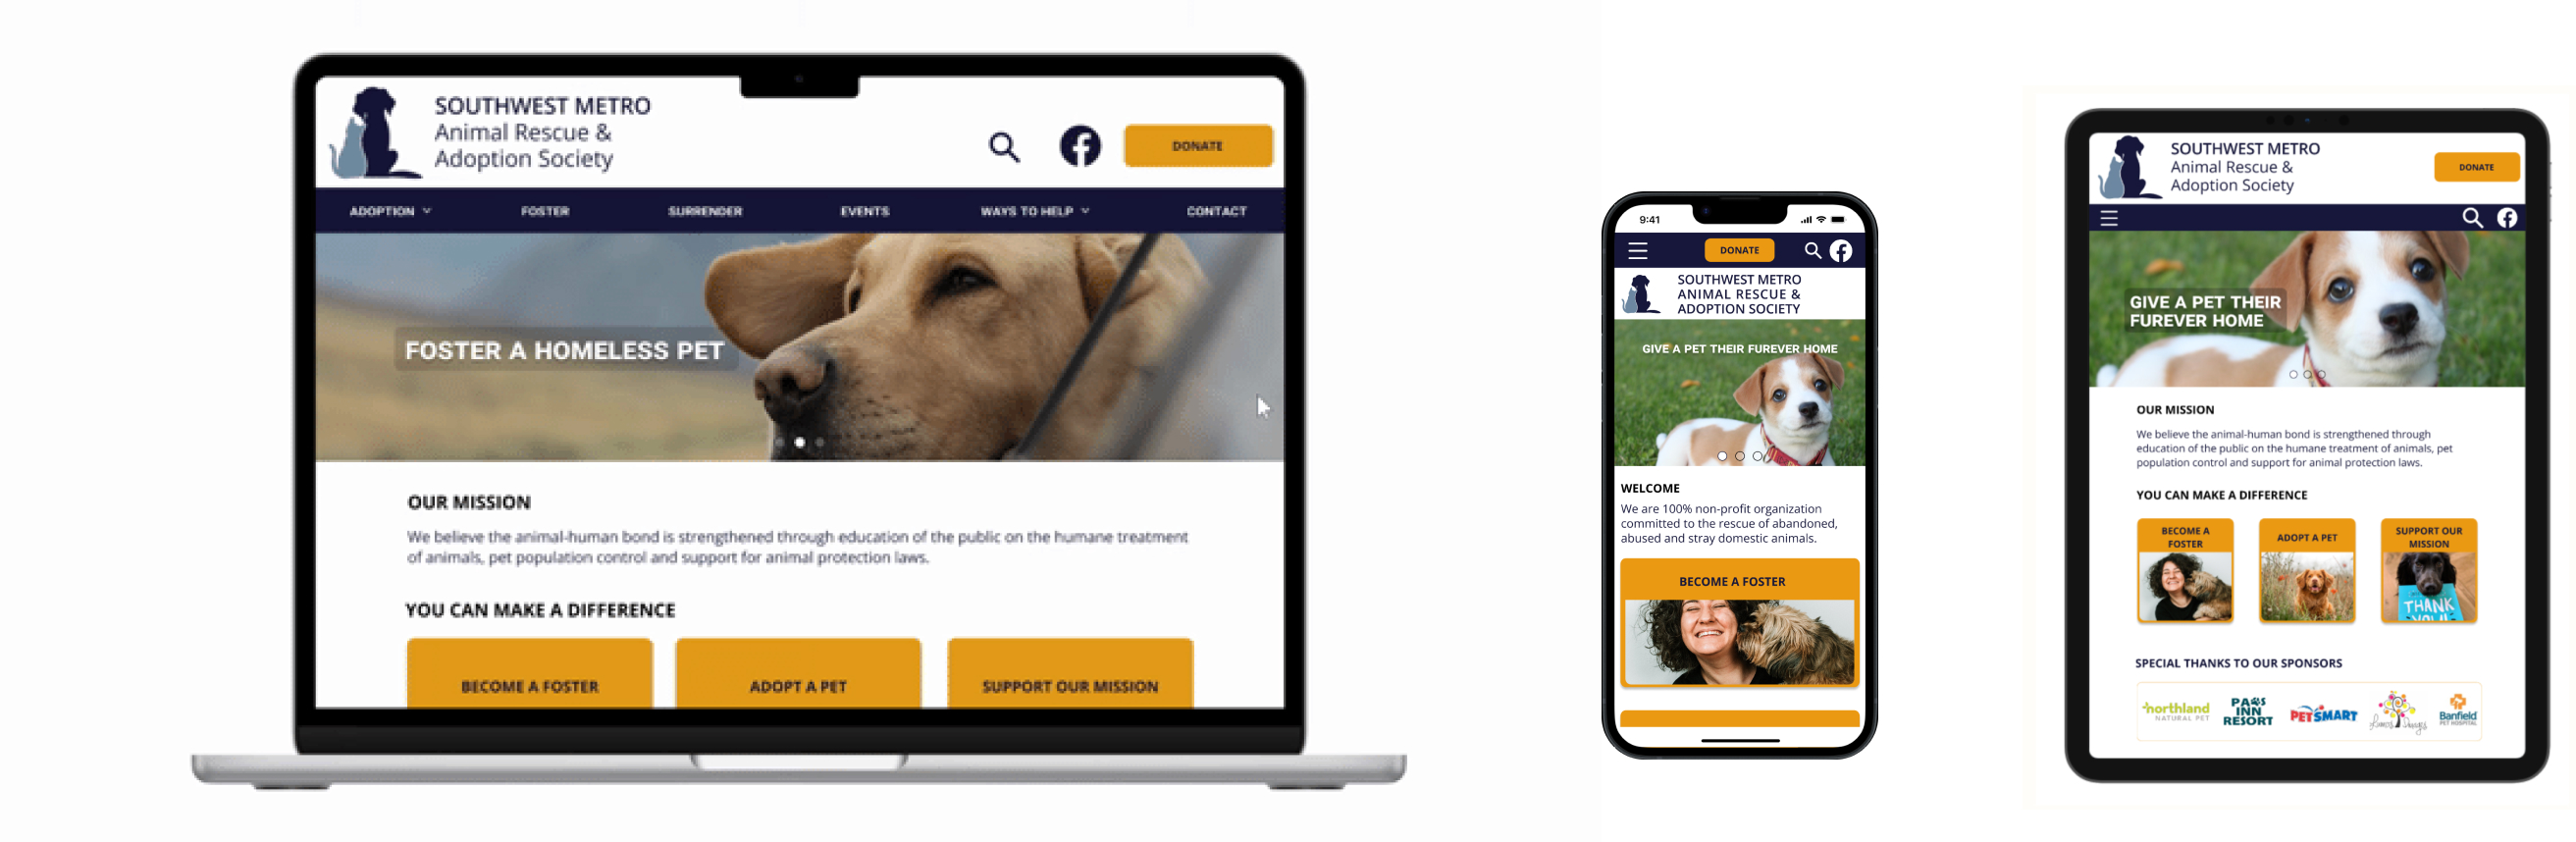 SOUTHWEST METRO
Animal Rescue &
Adoption Society
DONATE
ADOPTION
FOSTER
SURRENDER
EVENTS
WAYS TO HELP
CONTACT
FOSTER A HOMELESS PET
OUR MISSION
We believe the animal-human bond is strengthened through education of the public on the humane treatment
of animals, pet population control and support for animal protection laws.
YOU CAN MAKE A DIFFERENCE
BECOME A FOSTER
ADOPT A PET
SUPPORT OUR MISSION
9:41
DONATE
SOUTHWEST METRO
ANIMAL RESCUE &
ADOPTION SOCIETY
GIVE A PET THEIR FUREVER HOME
WELCOME
We are 100% non-profit organization
committed to the rescue of abandoned,
abused and stray domestic animals.
BECOME A FOSTER
SOUTHWEST METRO
Animal Rescue &
Adoption Society
DONATE
GIVE A PET THEIR
FUREVER HOME
OUR MISSION
We believe the animal-human bond is strengthened through
education of the public on the humane treatment of animals, pet
population control and support for animal protection laws.
YOU CAN MAKE A DIFFERENCE
BECOME A
FOSTER
ADOPT A PET
SUPPORT OUR
MISSION
THANK
YOU!
SPECIAL THANKS TO OUR SPONSORS
northland
NATURAL PET
PAWS
INN
RESORT
PETSMART
Banfield
PET HOSPITAL